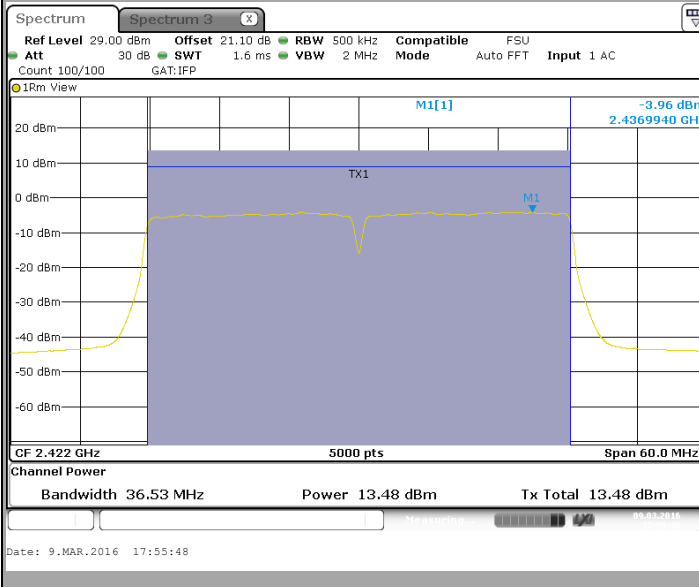 Spectrum Spectrum 3 X
Ref Level 29.00 dBm Offset 21.10 dB RBW 500 kHz Compatible FSU
Att 30 dB SWT 1.6 ms VBW 2 MHz Mode Auto FFT Input 1 AC
Count 100/100 GAT:IFP
1Rm View
M1[1] -3.96 dBm
2.4369940 GH
20 dBm
10 dBm
TX1
0 dBm
M1
-10 dBm
-20 dBm
-30 dBm
-40 dBm
-50 dBm
-60 dBm
CF 2.422 GHz 5000 pts Span 60.0 MHz
Channel Power
Bandwidth 36.53 MHz Power 13.48 dBm Tx Total 13.48 dBm
Measuring... LXI 09.03.2016
Date: 9.MAR.2016 17:55:48